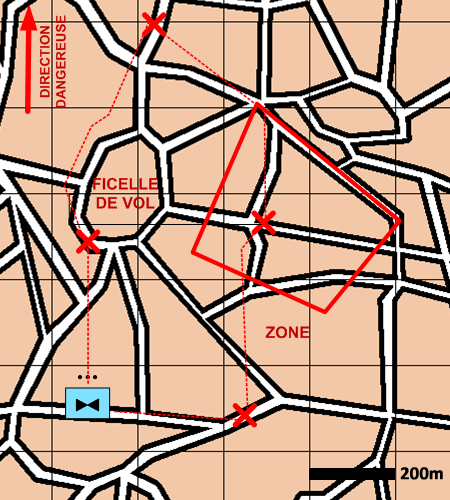 DIRECTION
DANGEREUSE
FICELLE
DE VOL
ZONE
200m